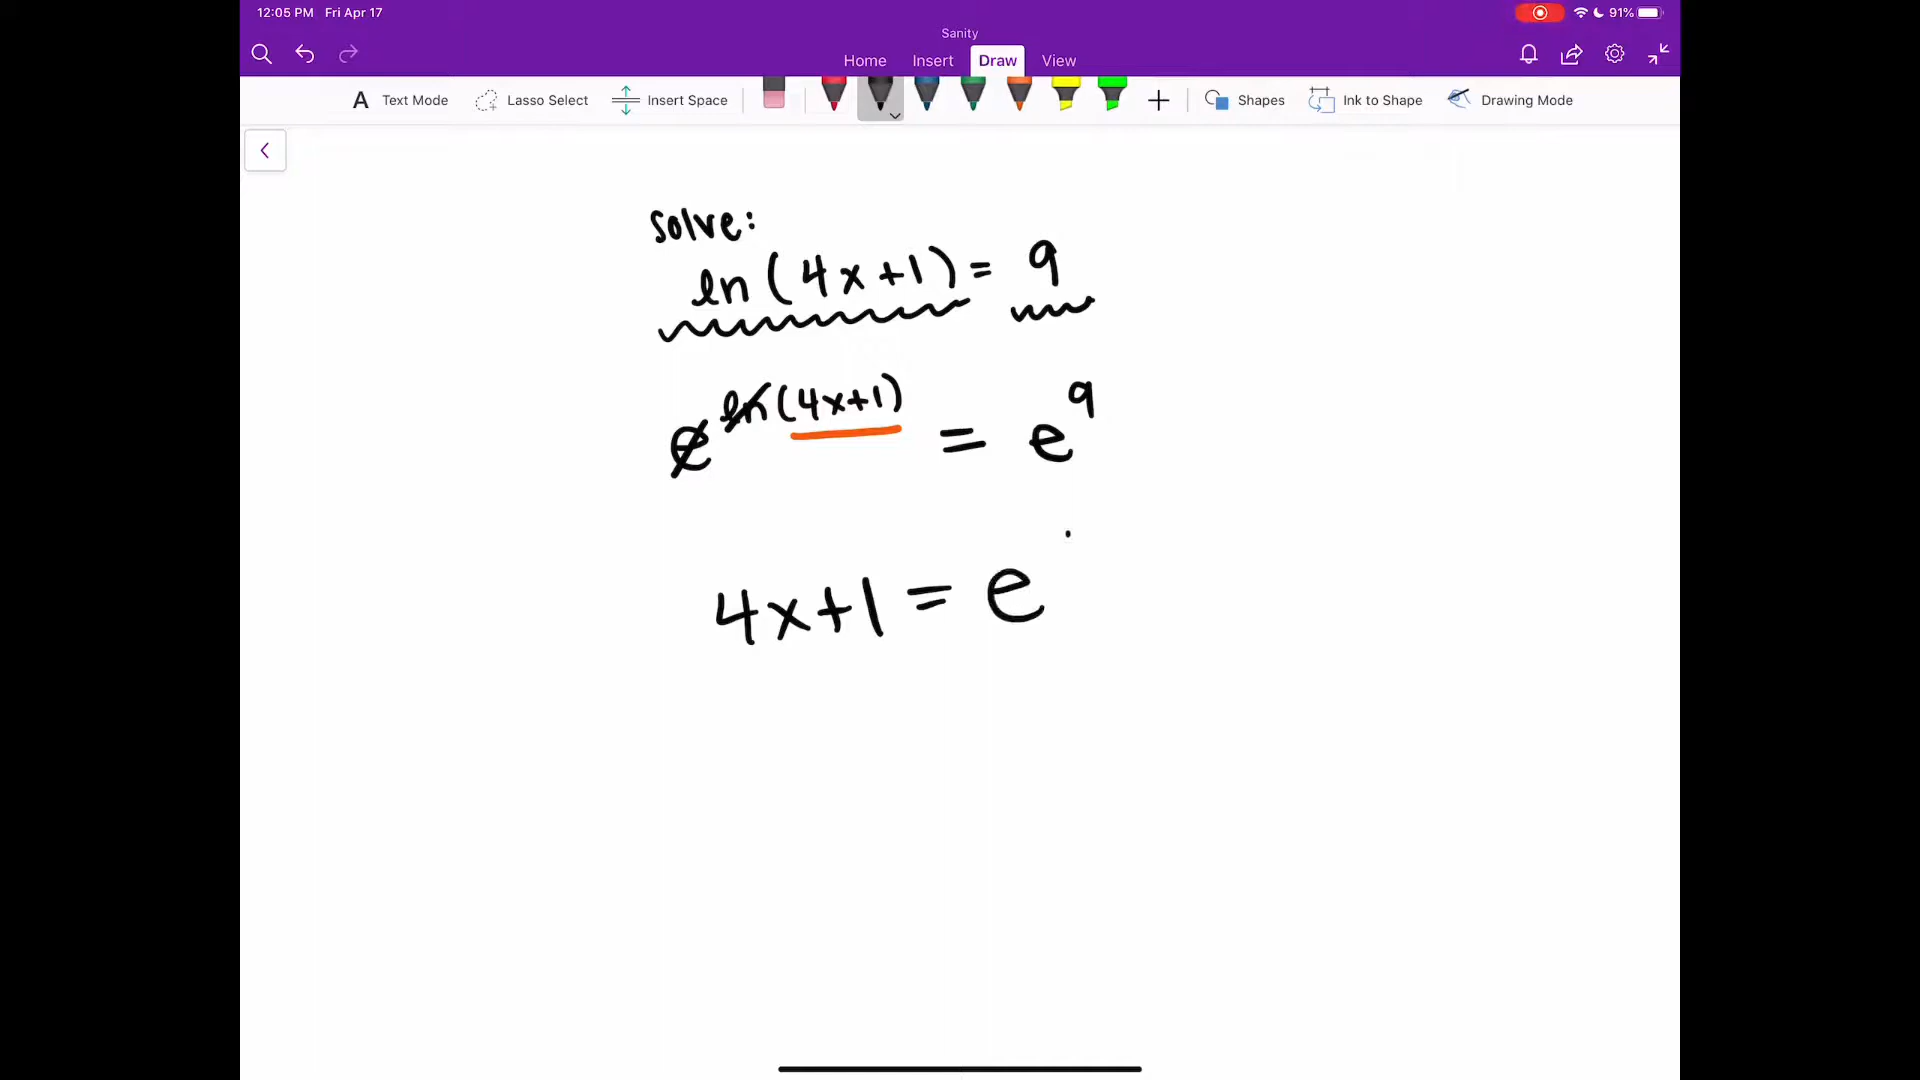 12:05 PM Fri Apr 17 91%
Sanity
Home Insert Draw View
A Text Mode Lasso Select Insert Space Shapes Ink to Shape Drawing Mode
solve:
ln(4x+1) = 9
e^ln(4x+1) = e^9
4x+1 = e